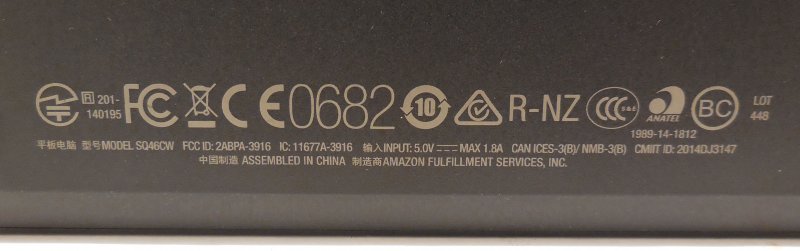 R 201-
140195 FC CE0682 10 R-NZ CCC S&E ANATEL BC LOT
448
1989-14-1812
平板电脑 型号MODEL SQ46CW FCC ID: 2ABPA-3916 IC: 11677A-3916 输入INPUT: 5.0V⎓MAX 1.8A CAN ICES-3(B)/ NMB-3(B) CMIIT ID: 2014DJ3147
中国制造 ASSEMBLED IN CHINA 制造商AMAZON FULFILLMENT SERVICES, INC.